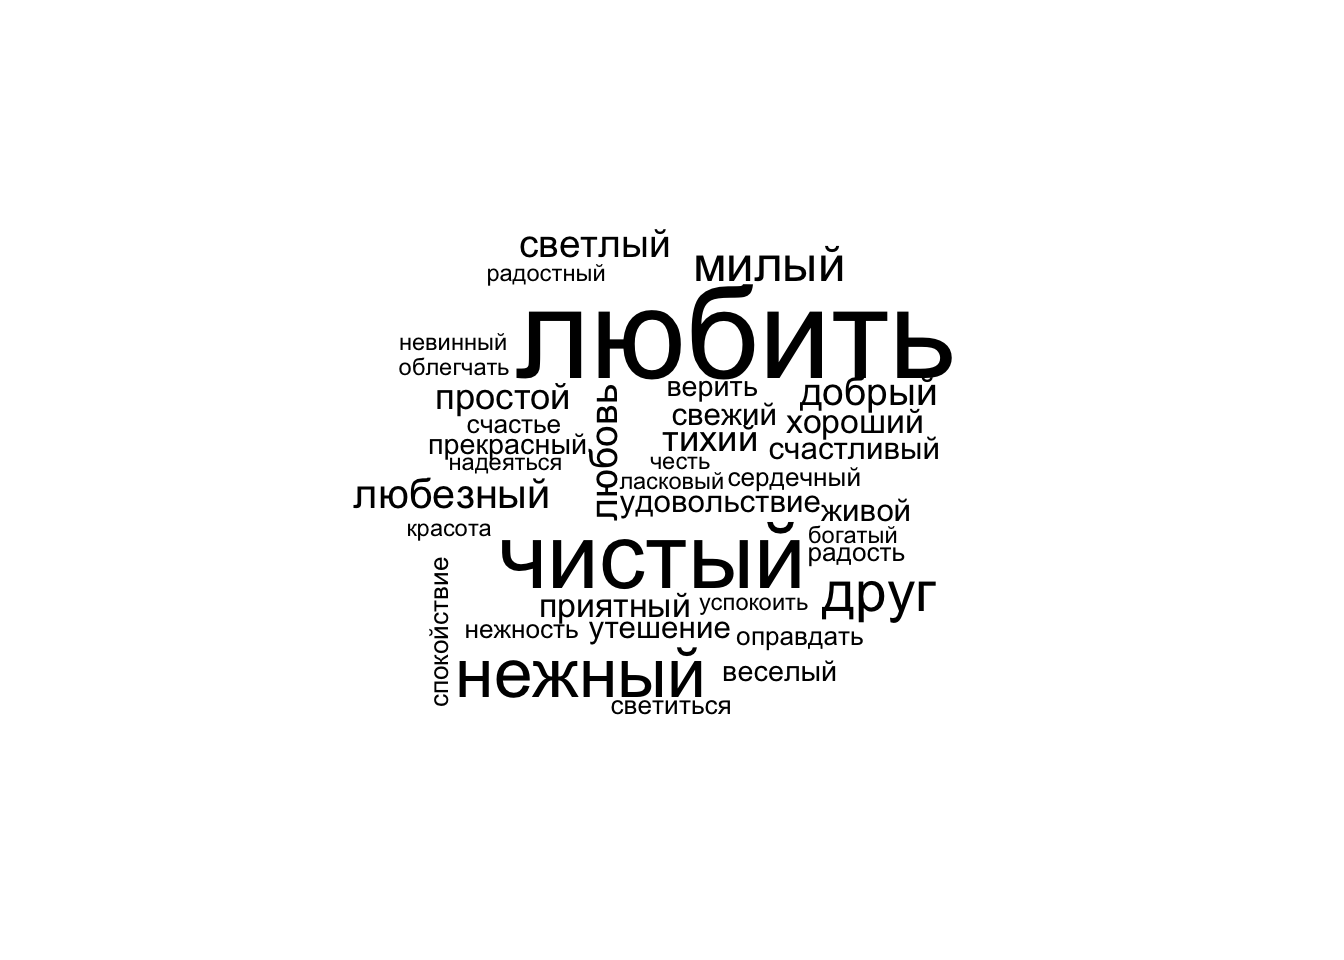 светлый
милый
радостный
любить
невинный
облегчать
верить
добрый
простой
любовь
свежий
хороший
счастье
тихий
прекрасный
счастливый
надеяться
честь
ласковый
сердечный
любезный
удовольствие
живой
красота
чистый
богатый
радость
спокойствие
друг
приятный
успокоить
нежность
утешение
оправдать
нежный
веселый
светиться